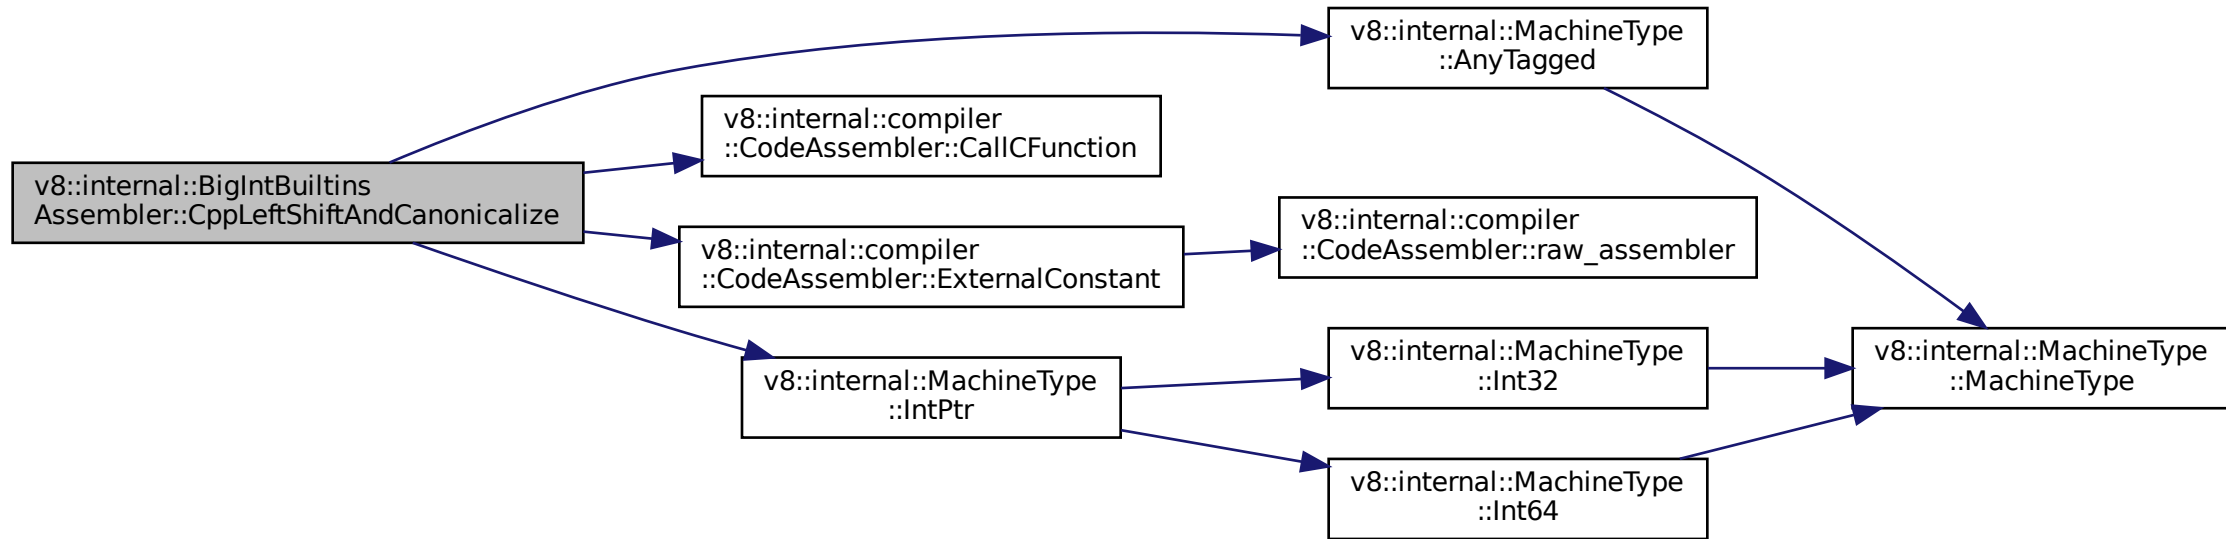 v8::internal::BigIntBuiltins
Assembler::CppLeftShiftAndCanonicalize
v8::internal::MachineType
::AnyTagged
v8::internal::compiler
::CodeAssembler::CallCFunction
v8::internal::compiler
::CodeAssembler::ExternalConstant
v8::internal::compiler
::CodeAssembler::raw_assembler
v8::internal::MachineType
::IntPtr
v8::internal::MachineType
::Int32
v8::internal::MachineType
::Int64
v8::internal::MachineType
::MachineType